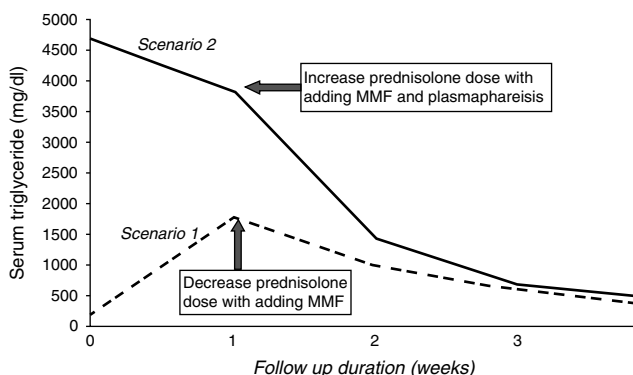 5000
4500
4000
3500
3000
2500
2000
1500
1000
500
0
Serum triglyceride (mg/dl)
Scenario 2
Increase prednisolone dose with
adding MMF and plasmaphareisis
Scenario 1
Decrease prednisolone
dose with adding MMF
0 1 2 3
Follow up duration (weeks)